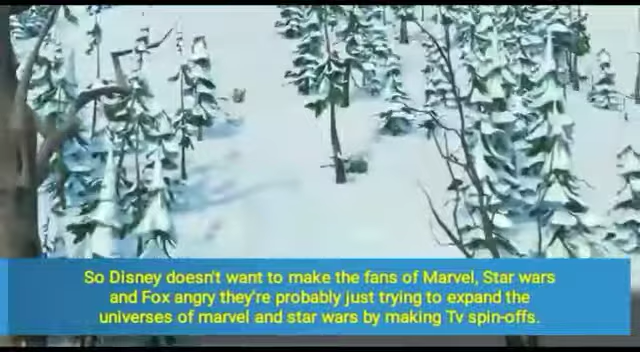 So Disney doesn't want to make the fans of Marvel, Star wars
and Fox angry they're probably just trying to expand the
universes of marvel and star wars by making Tv spin-offs.